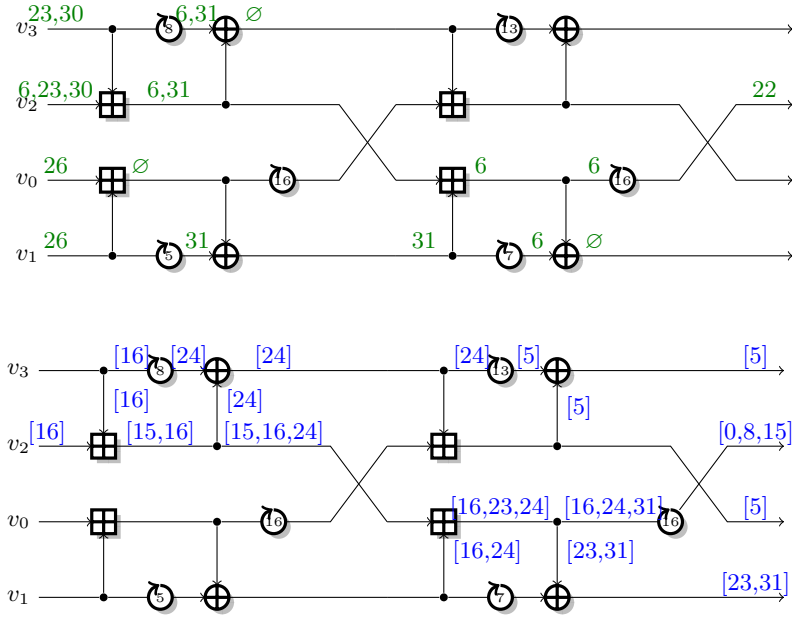 23,30 6,31 ∅
v₃ 8 13
6,23,30 6,31 22
v₂
26 ∅ 6 6
v₀ 16 16
26 31 31 6 ∅
v₁ 5 7
[16] [24] [24] [24] [5] [5]
v₃ 8 13
[16] [24] [5]
[16] [15,16] [15,16,24] [0,8,15]
v₂
[16,23,24] [16,24,31] [5]
v₀ 16 16
[16,24] [23,31]
[23,31]
v₁ 5 7